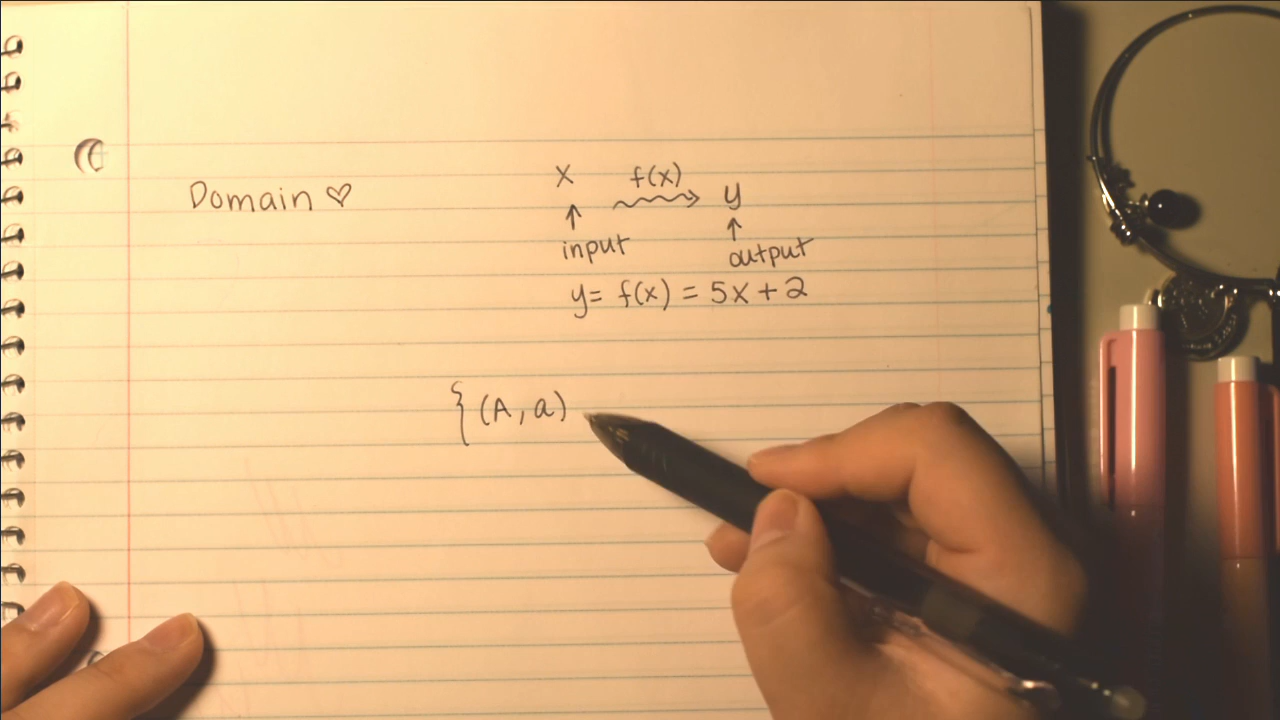 Domain ♡
x f(x) y
↑ ↑
input output
y = f(x) = 5x + 2
{ (A, a)